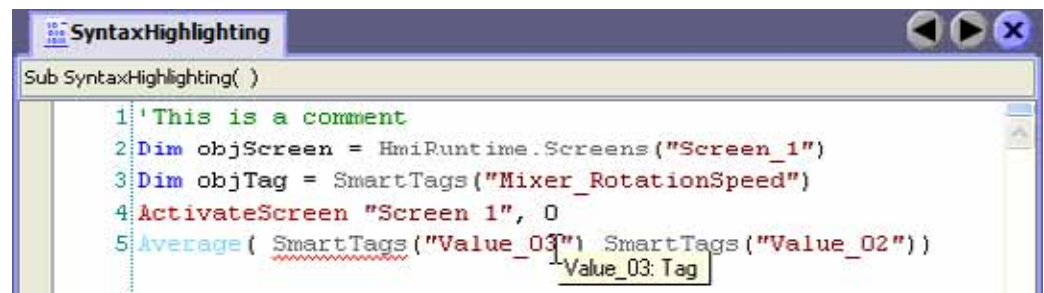 SyntaxHighlighting
Sub SyntaxHighlighting( )
1 'This is a comment
2 Dim objScreen = HmiRuntime.Screens("Screen_1")
3 Dim objTag = SmartTags("Mixer_RotationSpeed")
4 ActivateScreen "Screen 1", 0
5 Average( SmartTags("Value_03") SmartTags("Value_02"))
Value_03: Tag